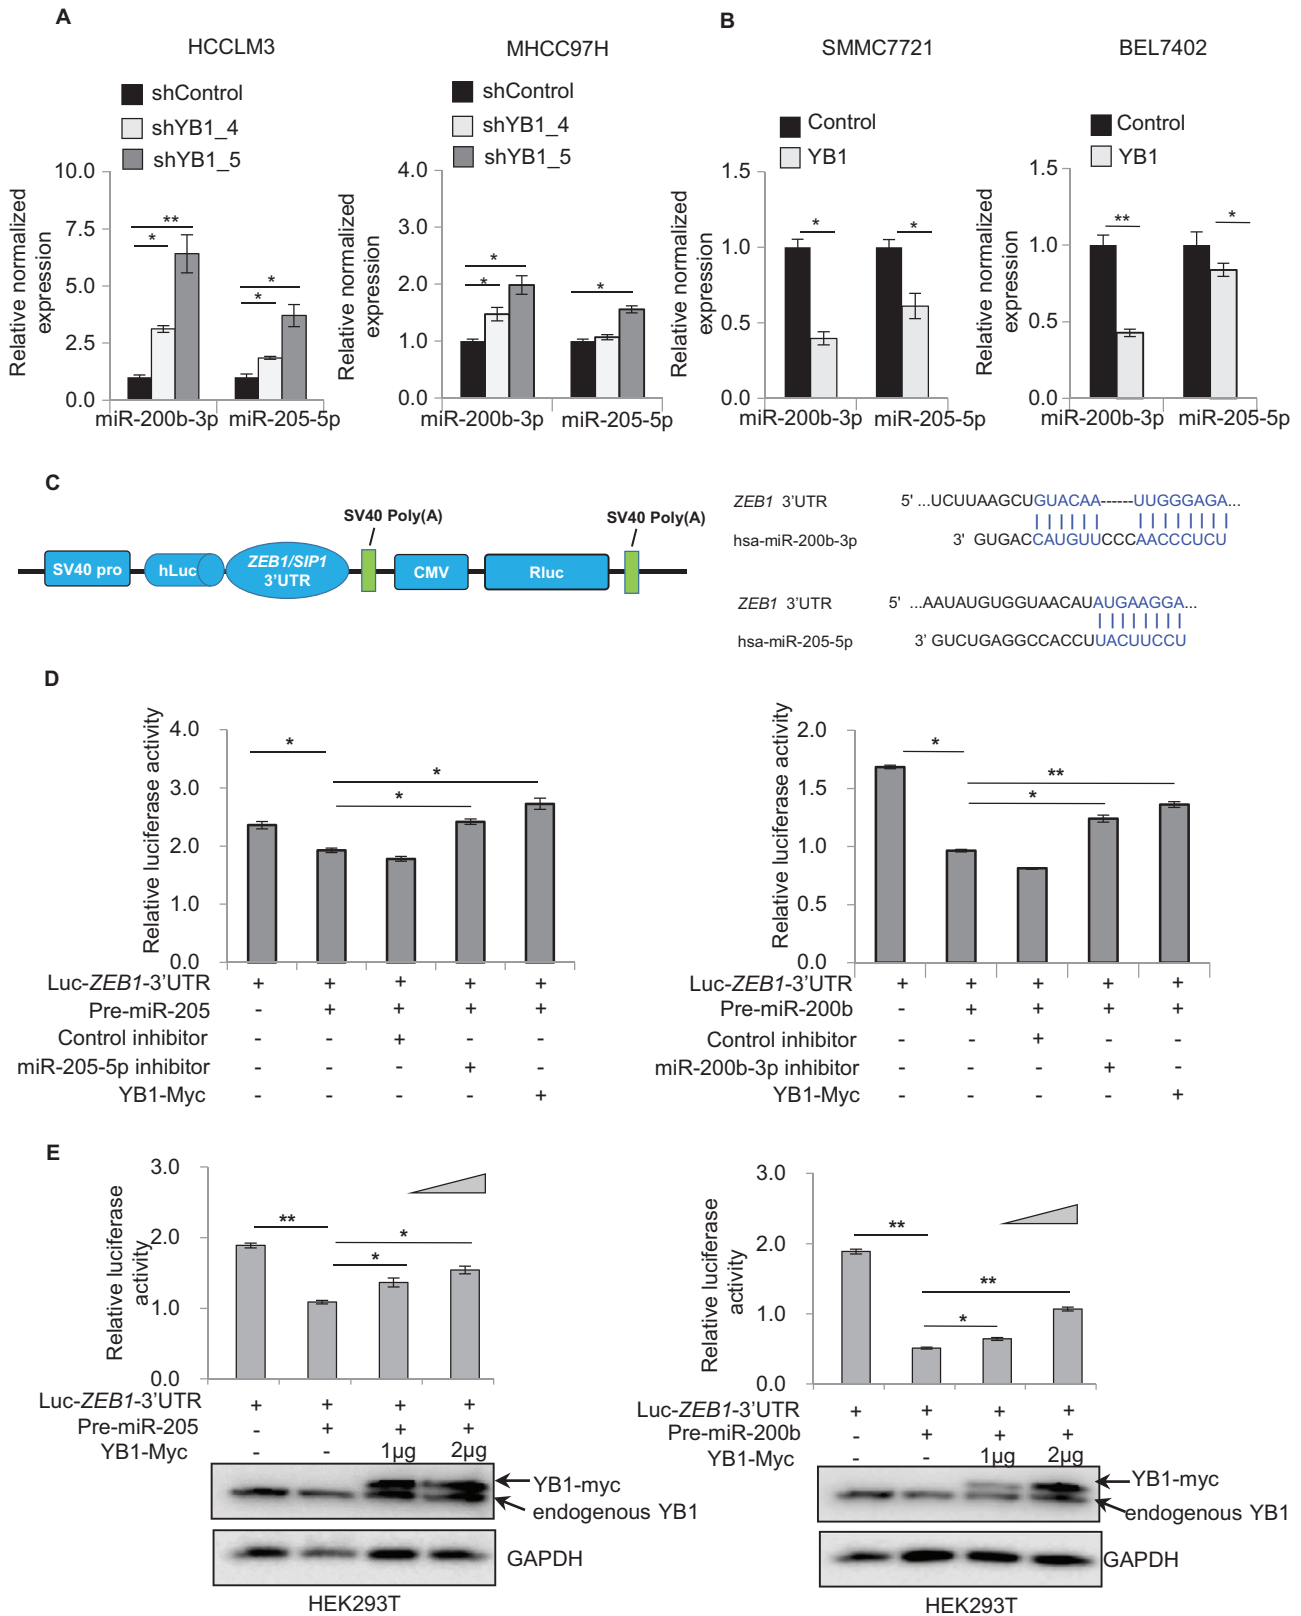 A
HCCLM3
shControl
shYB1_4
shYB1_5
Relative normalized
expression
10.0
7.5
5.0
2.5
0.0
*
**
*
*
miR-200b-3p miR-205-5p
MHCC97H
shControl
shYB1_4
shYB1_5
Relative normalized
expression
4.0
3.0
2.0
1.0
0.0
*
*
*
miR-200b-3p miR-205-5p
B
SMMC7721
Control
YB1
Relative normalized
expression
1.5
1.0
0.5
0.0
*
*
miR-200b-3p miR-205-5p
BEL7402
Control
YB1
Relative normalized
expression
1.5
1.0
0.5
0.0
**
*
miR-200b-3p miR-205-5p
C
SV40 Poly(A)
SV40 Poly(A)
SV40 pro
hLuc
ZEB1/SIP1
3'UTR
CMV
Rluc
ZEB1 3'UTR 5' ...UCUUAAGCUGUACAA------UUGGGAGA...
hsa-miR-200b-3p 3' GUGACCAUGUUCCCAACCCUCU
ZEB1 3'UTR 5' ...AAUAUGUGGUAACAUAUGAAGGA...
hsa-miR-205-5p 3' GUCUGAGGCCACCUUACUUCCU
D
Relative luciferase activity
4.0
3.0
2.0
1.0
0.0
*
*
*
Luc-ZEB1-3'UTR + + + + +
Pre-miR-205 - + + + +
Control inhibitor - - + - -
miR-205-5p inhibitor - - - + -
YB1-Myc - - - - +
Relative luciferase activity
2.0
1.5
1.0
0.5
0.0
*
**
*
Luc-ZEB1-3'UTR + + + + +
Pre-miR-200b - + + + +
Control inhibitor - - + - -
miR-200b-3p inhibitor - - - + -
YB1-Myc - - - - +
E
Relative luciferase
activity
3.0
2.0
1.0
0.0
**
*
*
Luc-ZEB1-3'UTR + + + +
Pre-miR-205 - + + +
YB1-Myc - - 1µg 2µg
YB1-myc
endogenous YB1
GAPDH
HEK293T
Relative luciferase
activity
3.0
2.0
1.0
0.0
**
**
*
Luc-ZEB1-3'UTR + + + +
Pre-miR-200b - + + +
YB1-Myc - - 1µg 2µg
YB1-myc
endogenous YB1
GAPDH
HEK293T